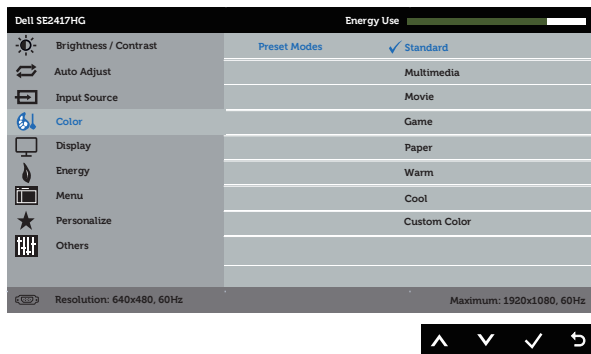 Dell SE2417HG Energy Use
Brightness / Contrast Preset Modes Standard
Auto Adjust Multimedia
Input Source Movie
Color Game
Display Paper
Energy Warm
Menu Cool
Personalize Custom Color
Others
Resolution: 640x480, 60Hz Maximum: 1920x1080, 60Hz